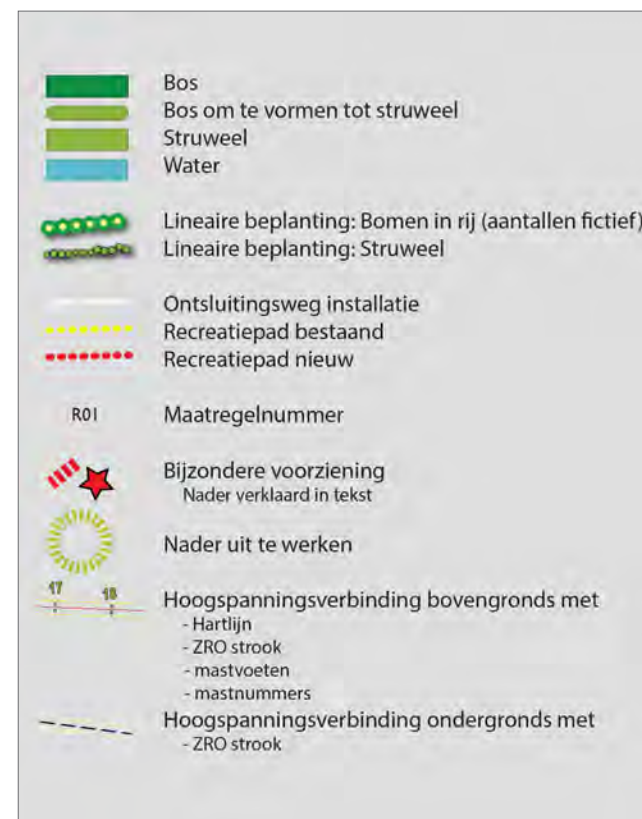 Bos
Bos om te vormen tot struweel
Struweel
Water
Lineaire beplanting: Bomen in rij (aantallen fictief)
Lineaire beplanting: Struweel
Ontsluitingsweg installatie
Recreatiepad bestaand
Recreatiepad nieuw
R01 Maatregelnummer
Bijzondere voorziening
Nader verklaard in tekst
Nader uit te werken
17 18
Hoogspanningsverbinding bovengronds met
- Hartlijn
- ZRO strook
- mastvoeten
- mastnummers
Hoogspanningsverbinding ondergronds met
- ZRO strook